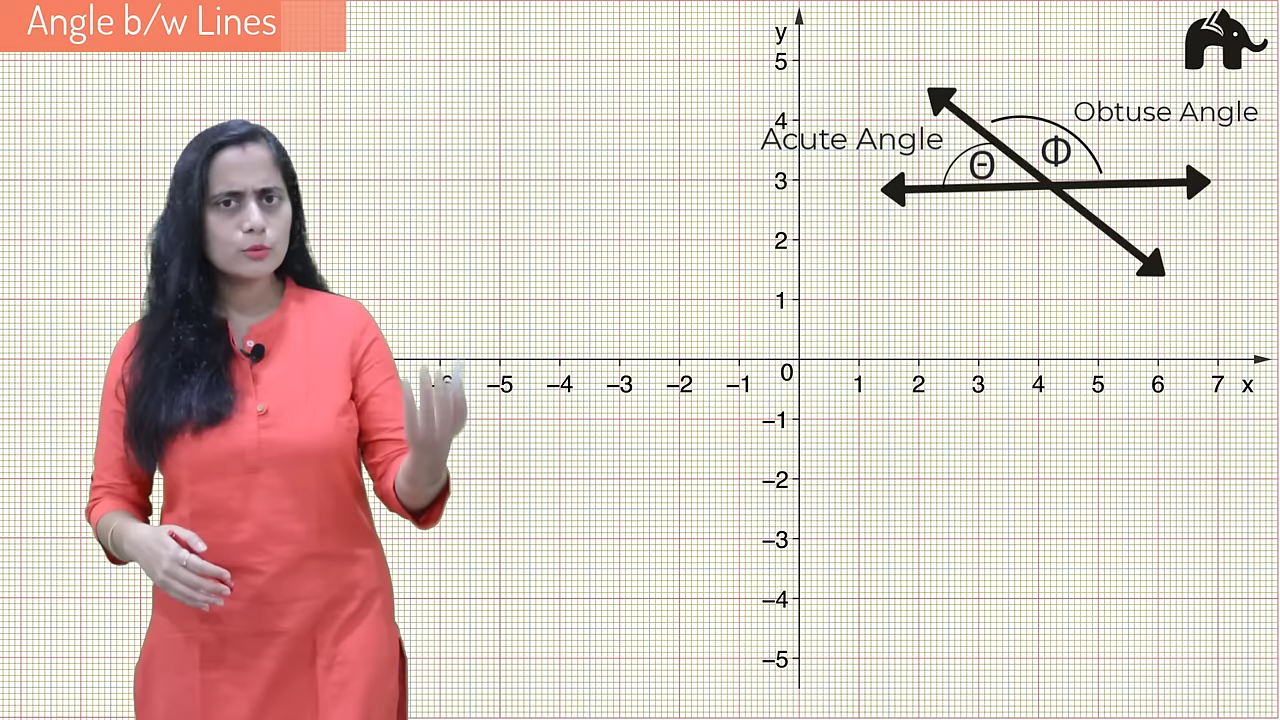 Angle b/w Lines
y
5
4
3
2
1
0
−1
−2
−3
−4
−5
−5 −4 −3 −2 −1 1 2 3 4 5 6 7 x
Acute Angle
Θ
Φ
Obtuse Angle